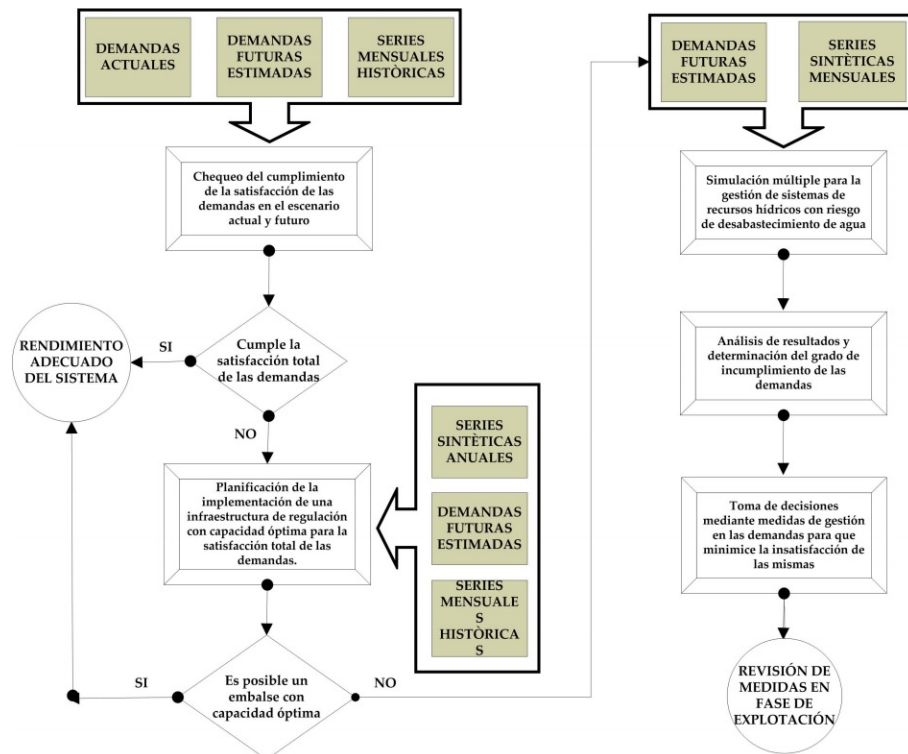 DEMANDAS
ACTUALES
DEMANDAS
FUTURAS
ESTIMADAS
SERIES
MENSUALES
HISTÒRICAS
Chequeo del cumplimiento
de la satisfacción de las
demandas en el escenario
actual y futuro
Cumple la
satisfacción total
de las demandas
SI
RENDIMIENTO
ADECUADO
DEL SISTEMA
NO
Planificación de la
implementación de una
infraestructura de regulación
con capacidad óptima para la
satisfacción total de las
demandas.
SERIES
SINTÈTICAS
ANUALES
DEMANDAS
FUTURAS
ESTIMADAS
SERIES
MENSUALE
S
HISTÒRICA
S
Es posible un
embalse con
capacidad óptima
SI
NO
DEMANDAS
FUTURAS
ESTIMADAS
SERIES
SINTÈTICAS
MENSUALES
Simulación múltiple para la
gestión de sistemas de
recursos hídricos con riesgo
de desabastecimiento de agua
Análisis de resultados y
determinación del grado de
incumplimiento de las
demandas
Toma de decisiones
mediante medidas de gestión
en las demandas para que
minimice la insatisfacción de
las mismas
REVISIÓN DE
MEDIDAS EN
FASE DE
EXPLOTACIÓN